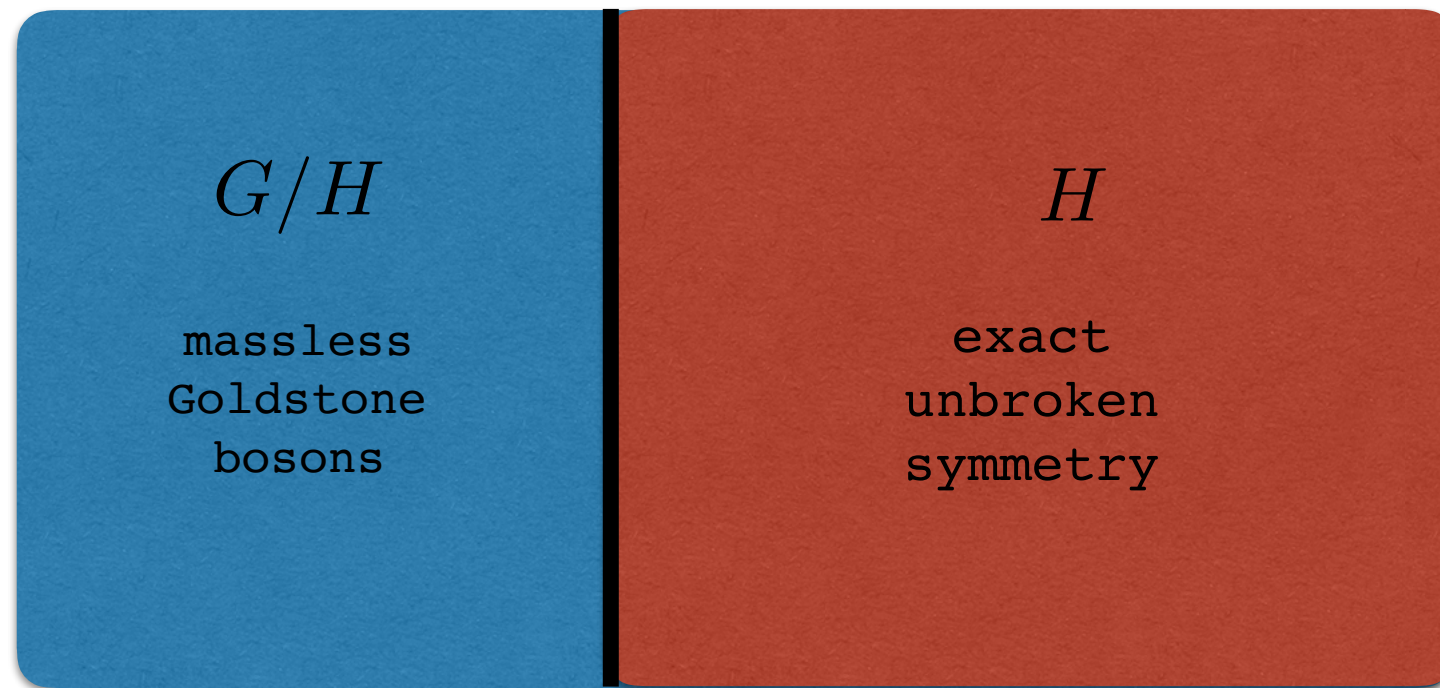 G/H
massless
Goldstone
bosons
H
exact
unbroken
symmetry